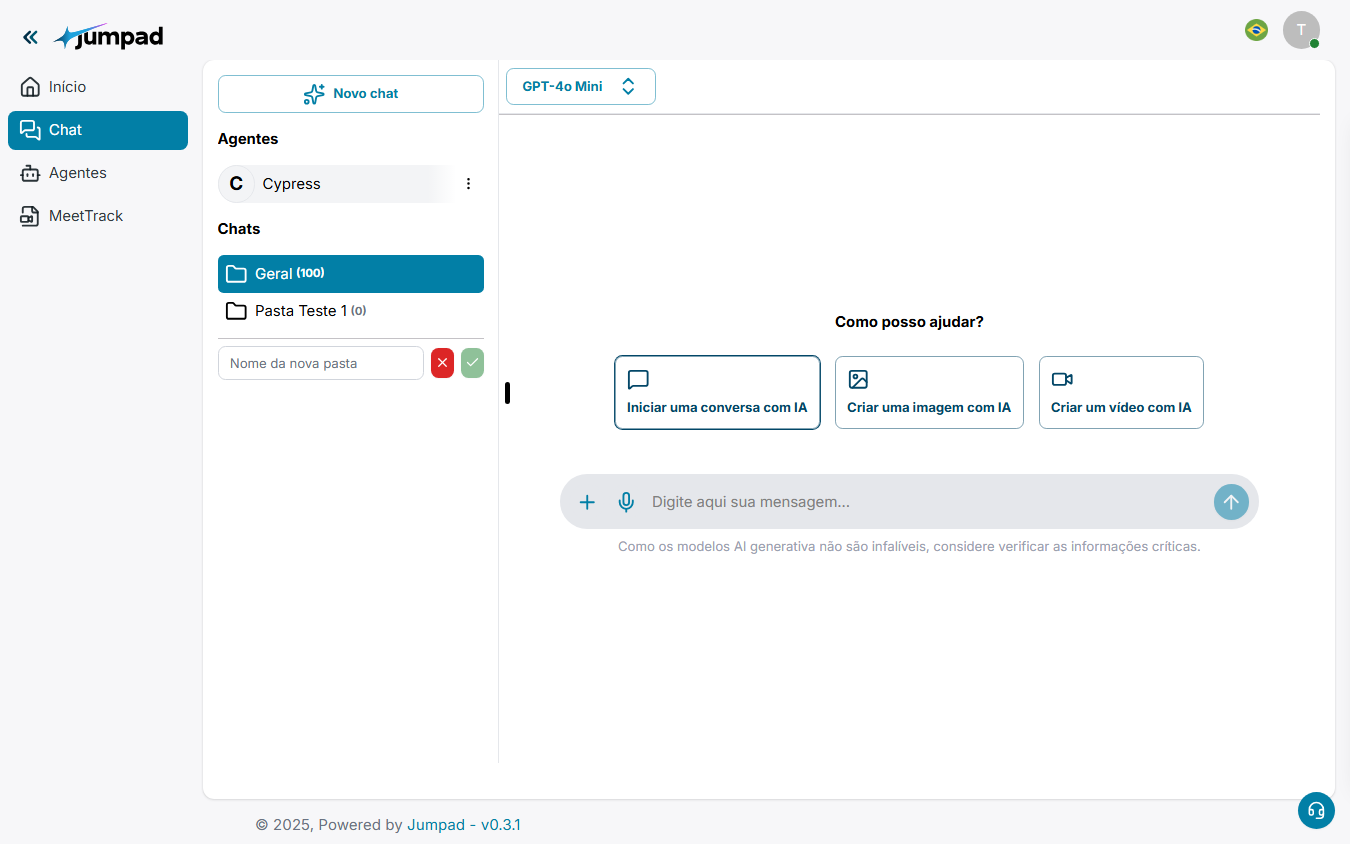 jumpad
T
Início
Chat
Agentes
MeetTrack
Novo chat
Agentes
C Cypress
Chats
Geral (100)
Pasta Teste 1 (0)
Nome da nova pasta
GPT-4o Mini
Como posso ajudar?
Iniciar uma conversa com IA
Criar uma imagem com IA
Criar um vídeo com IA
Digite aqui sua mensagem...
Como os modelos AI generativa não são infalíveis, considere verificar as informações críticas.
© 2025, Powered by Jumpad - v0.3.1